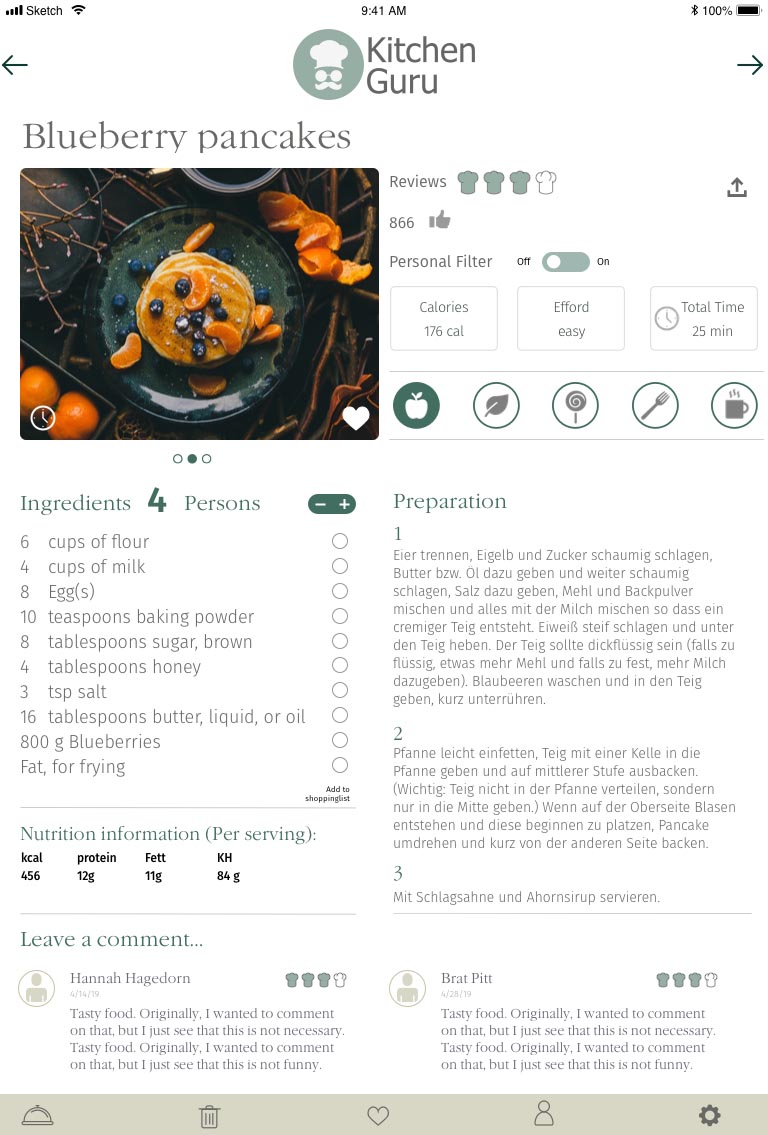 Sketch 9:41 AM 100%
Kitchen
Guru
Blueberry pancakes
Reviews
866
Personal Filter Off On
Calories
176 cal
Efford
easy
Total Time
25 min
Ingredients 4 Persons − +
6 cups of flour
4 cups of milk
8 Egg(s)
10 teaspoons baking powder
8 tablespoons sugar, brown
4 tablespoons honey
3 tsp salt
16 tablespoons butter, liquid, or oil
800 g Blueberries
Fat, for frying
Add to
shoppinglist
Nutrition information (Per serving):
kcal protein Fett KH
456 12g 11g 84 g
Preparation
1
Eier trennen, Eigelb und Zucker schaumig schlagen,
Butter bzw. Öl dazu geben und weiter schaumig
schlagen, Salz dazu geben, Mehl und Backpulver
mischen und alles mit der Milch mischen so dass ein
cremiger Teig entsteht. Eiweiß steif schlagen und unter
den Teig heben. Der Teig sollte dickflüssig sein (falls zu
flüssig, etwas mehr Mehl und falls zu fest, mehr Milch
dazugeben). Blaubeeren waschen und in den Teig
geben, kurz unterrühren.
2
Pfanne leicht einfetten, Teig mit einer Kelle in die
Pfanne geben und auf mittlerer Stufe ausbacken.
(Wichtig: Teig nicht in der Pfanne verteilen, sondern
nur in die Mitte geben.) Wenn auf der Oberseite Blasen
entstehen und diese beginnen zu platzen, Pancake
umdrehen und kurz von der anderen Seite backen.
3
Mit Schlagsahne und Ahornsirup servieren.
Leave a comment...
Hannah Hagedorn
4/14/19
Tasty food. Originally, I wanted to comment
on that, but I just see that this is not necessary.
Tasty food. Originally, I wanted to comment
on that, but I just see that this is not funny.
Brat Pitt
4/28/19
Tasty food. Originally, I wanted to comment
on that, but I just see that this is not necessary.
Tasty food. Originally, I wanted to comment
on that, but I just see that this is not funny.